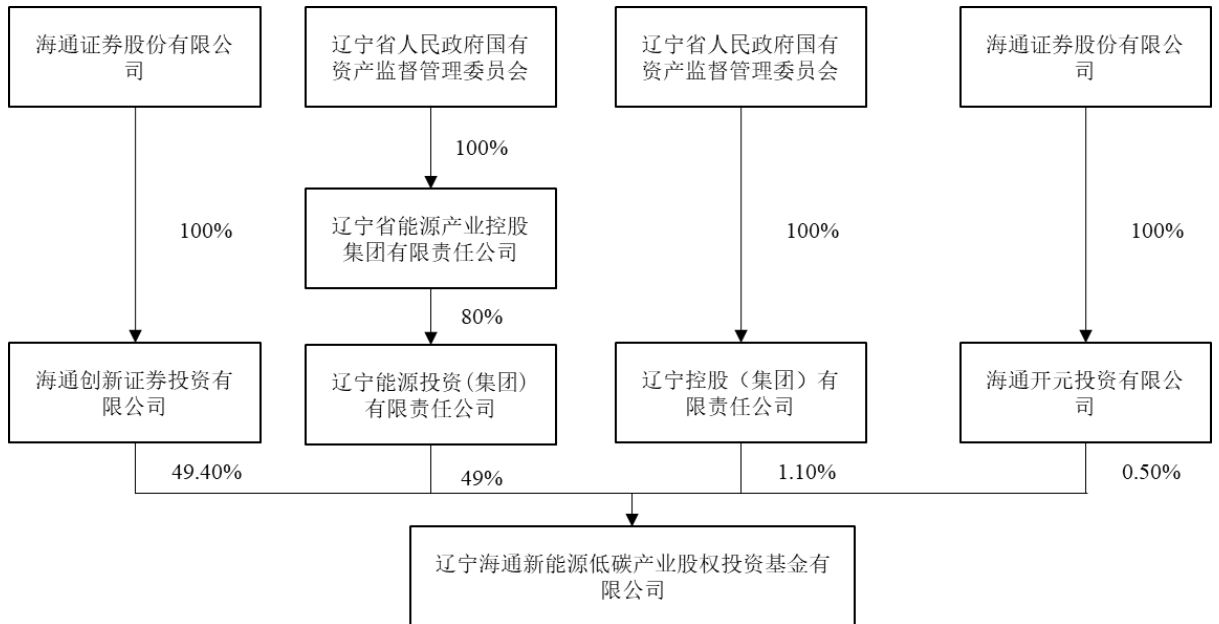 海通证券股份有限公
司
辽宁省人民政府国有
资产监督管理委员会
辽宁省人民政府国有
资产监督管理委员会
海通证券股份有限公
司
100%
辽宁省能源产业控股
集团有限责任公司
100%
100%
100%
80%
海通创新证券投资有
限公司
辽宁能源投资(集团)
有限责任公司
辽宁控股（集团）有
限责任公司
海通开元投资有限公
司
49.40%
49%
1.10%
0.50%
辽宁海通新能源低碳产业股权投资基金有
限公司